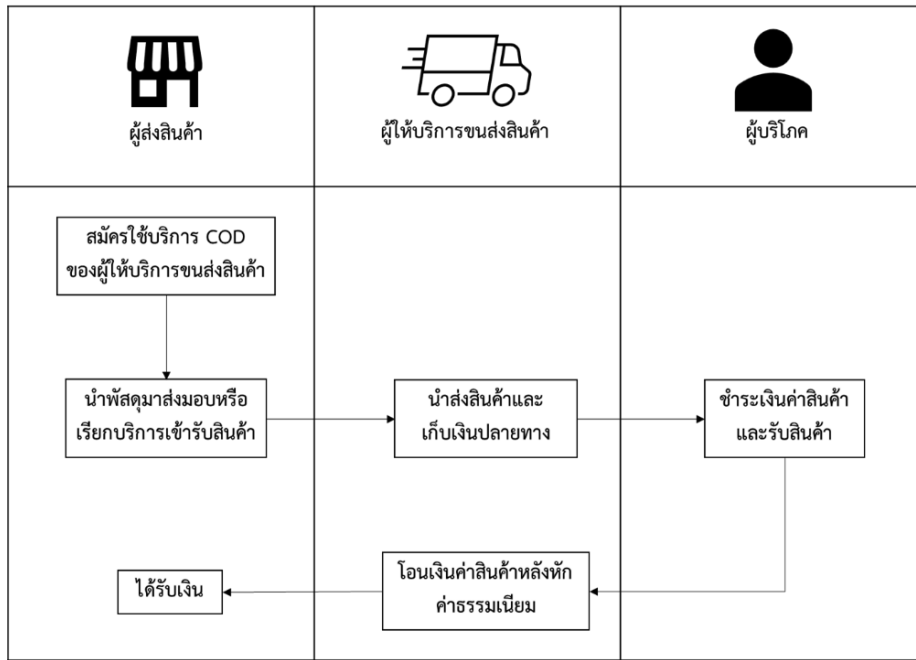 ผู้ส่งสินค้า
ผู้ให้บริการขนส่งสินค้า
ผู้บริโภค
สมัครใช้บริการ COD
ของผู้ให้บริการขนส่งสินค้า
นำพัสดุมาส่งมอบหรือ
เรียกบริการเข้ารับสินค้า
นำส่งสินค้าและ
เก็บเงินปลายทาง
ชำระเงินค่าสินค้า
และรับสินค้า
โอนเงินค่าสินค้าหลังหัก
ค่าธรรมเนียม
ได้รับเงิน